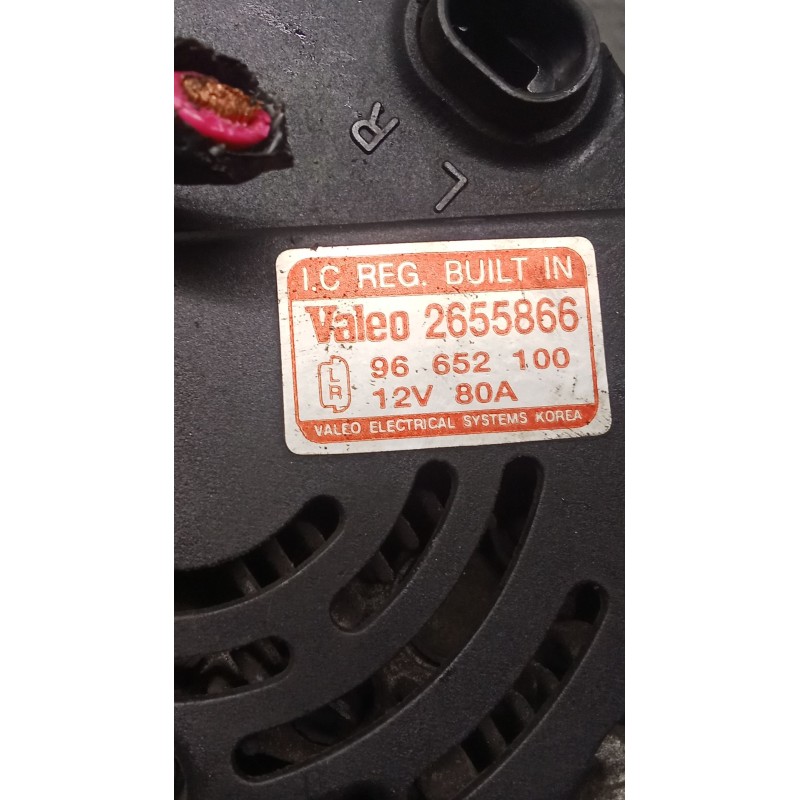 R
L
I.C REG. BUILT IN
Valeo 2655866
L R 96 652 100
12V 80A
VALEO ELECTRICAL SYSTEMS KOREA